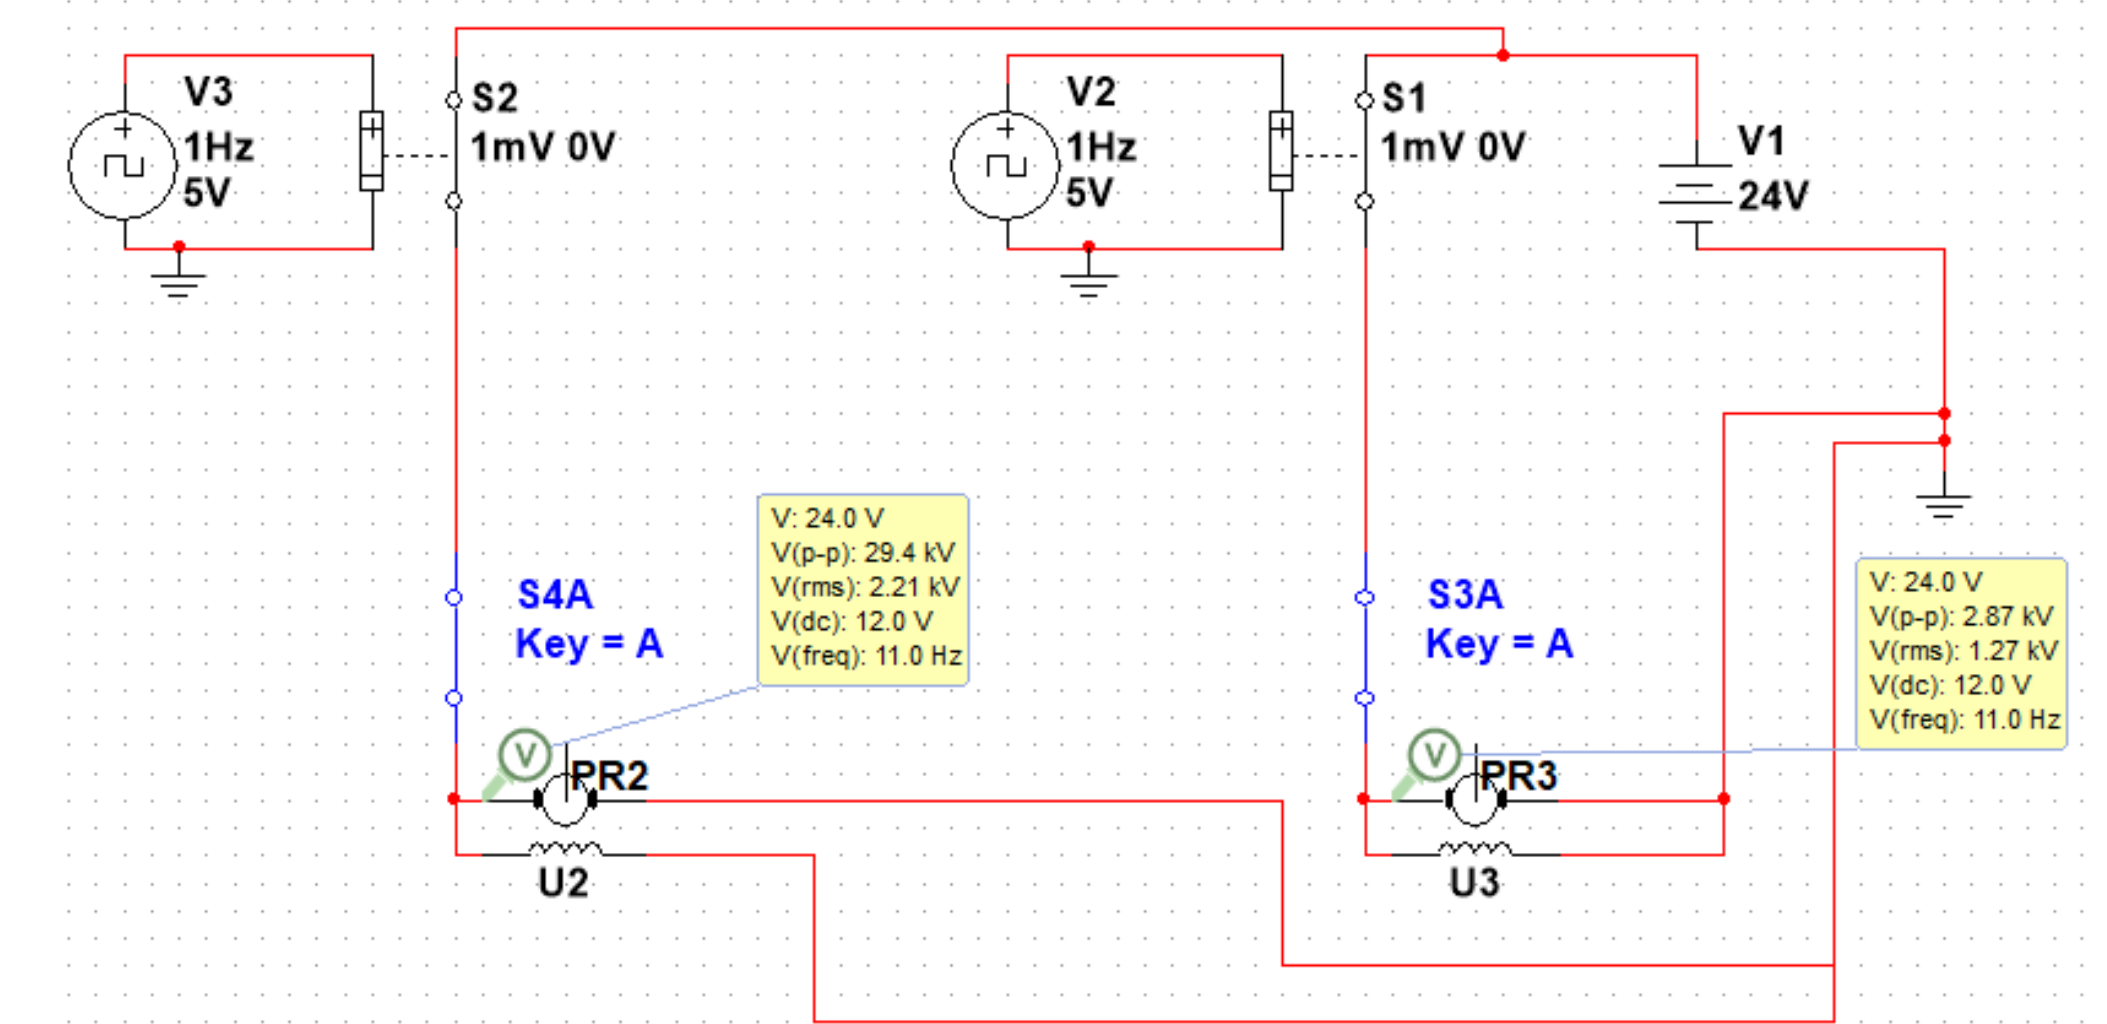 V3
1Hz
5V
S2
1mV 0V
V2
1Hz
5V
S1
1mV 0V
V1
24V
V: 24.0 V
V(p-p): 29.4 kV
V(rms): 2.21 kV
V(dc): 12.0 V
V(freq): 11.0 Hz
V: 24.0 V
V(p-p): 2.87 kV
V(rms): 1.27 kV
V(dc): 12.0 V
V(freq): 11.0 Hz
S4A
Key = A
S3A
Key = A
V
PR2
V
PR3
U2
U3